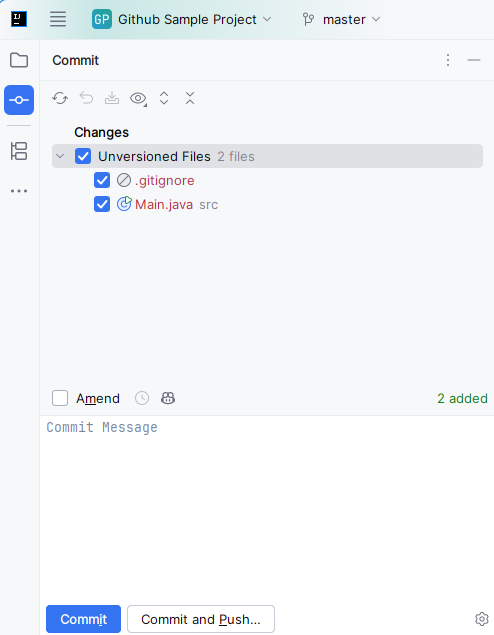 IJ
GP Github Sample Project master
Commit
Changes
Unversioned Files 2 files
.gitignore
Main.java src
Amend 2 added
Commit Message
Commit Commit and Push...